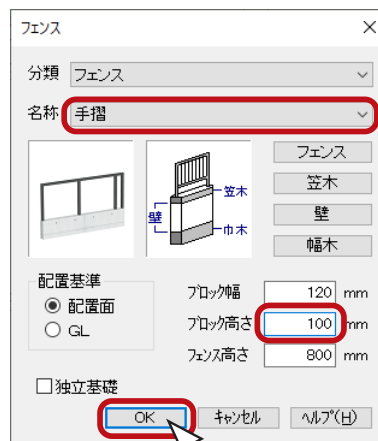 フェンス
分類 フェンス
名称 手摺
フェンス
笠木
壁
幅木
笠木
壁
巾木
配置基準
配置面
GL
ブロック幅 120 mm
ブロック高さ 100 mm
フェンス高さ 800 mm
独立基礎
OK キャンセル ヘルプ(H)